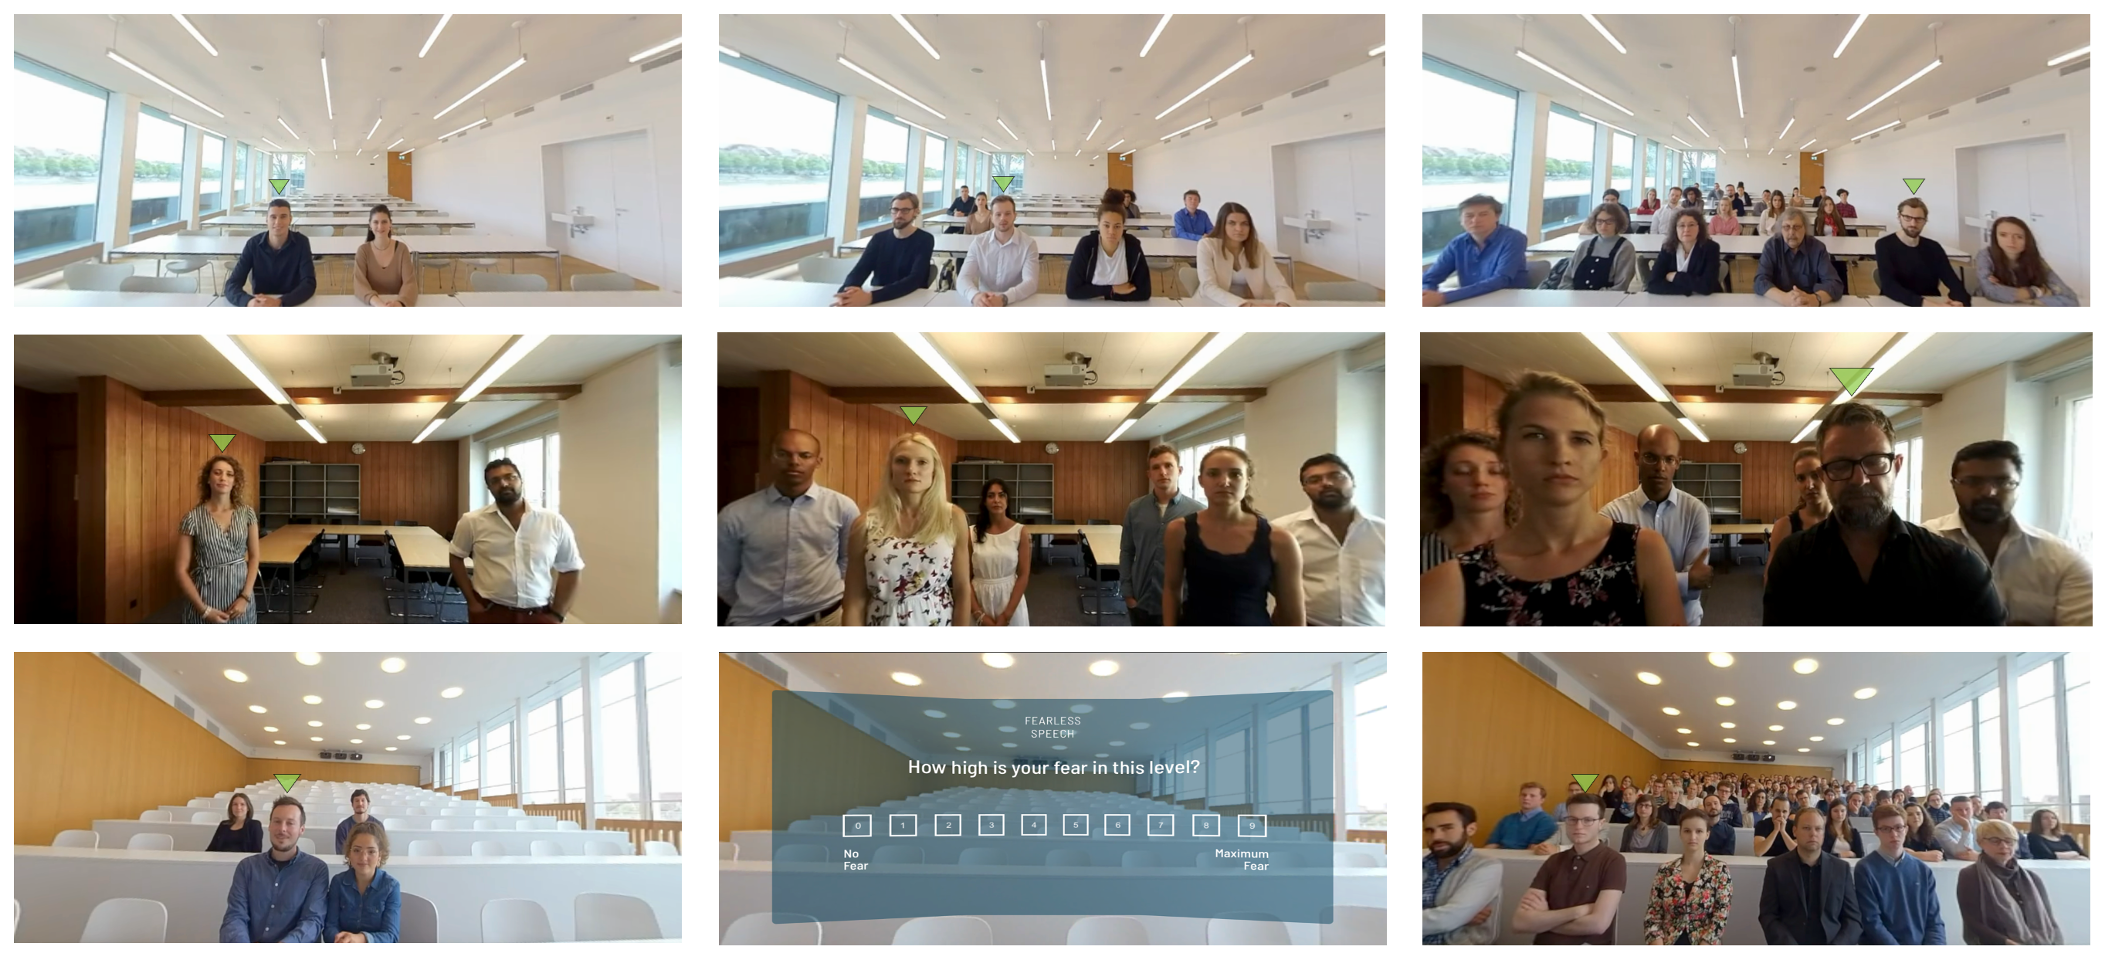 FEARLESS
SPEECH
How high is your fear in this level?
0 1 2 3 4 5 6 7 8 9
No
Fear
Maximum
Fear